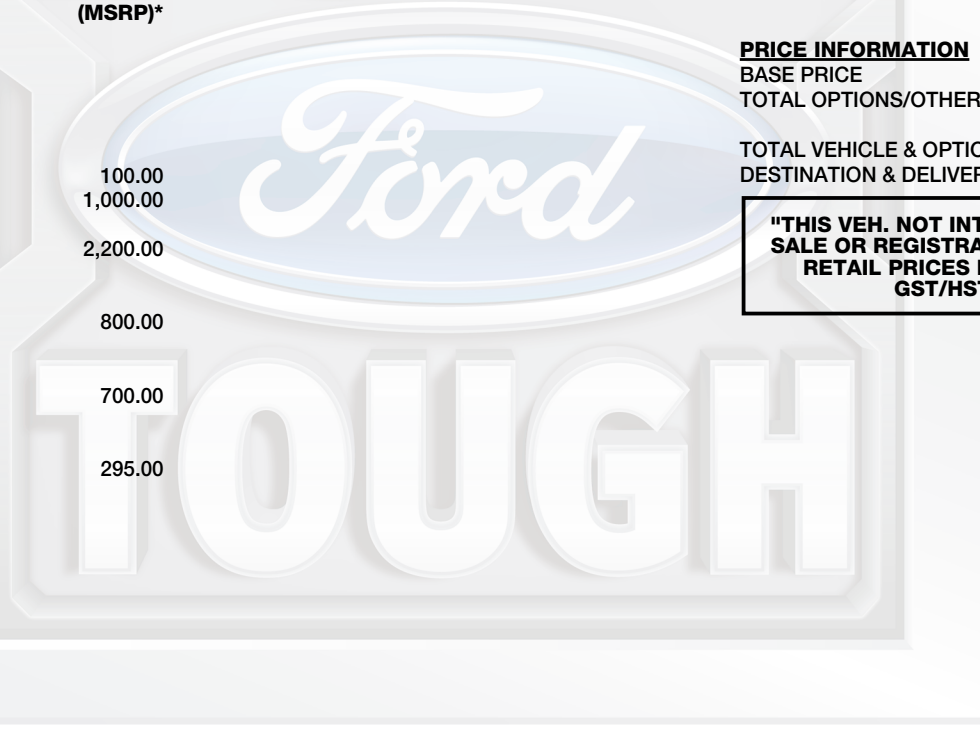 (MSRP)*
100.00
1,000.00
2,200.00
800.00
700.00
295.00
PRICE INFORMATION
BASE PRICE
TOTAL OPTIONS/OTHER
TOTAL VEHICLE & OPTIO
DESTINATION & DELIVER
"THIS VEH. NOT INT
SALE OR REGISTRA
RETAIL PRICES
GST/HS
Ford
TOUGH